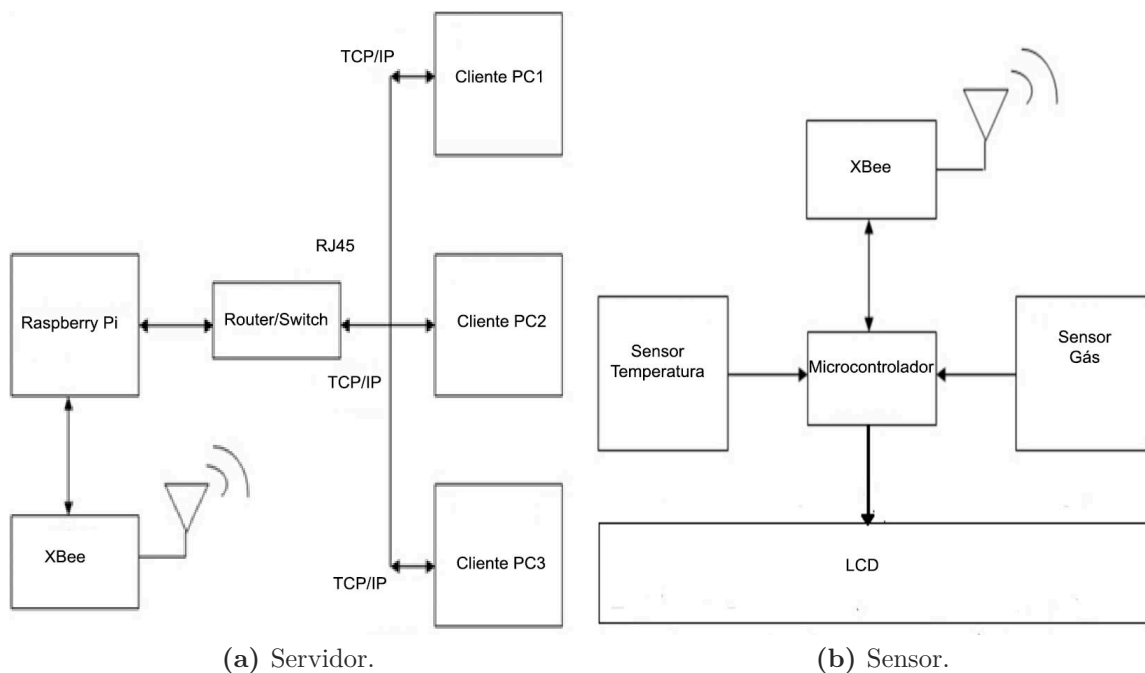 TCP/IP
Cliente PC1
RJ45
Raspberry Pi
Router/Switch
Cliente PC2
TCP/IP
XBee
TCP/IP
Cliente PC3
(a) Servidor.
XBee
Sensor
Temperatura
Microcontrolador
Sensor
Gás
LCD
(b) Sensor.